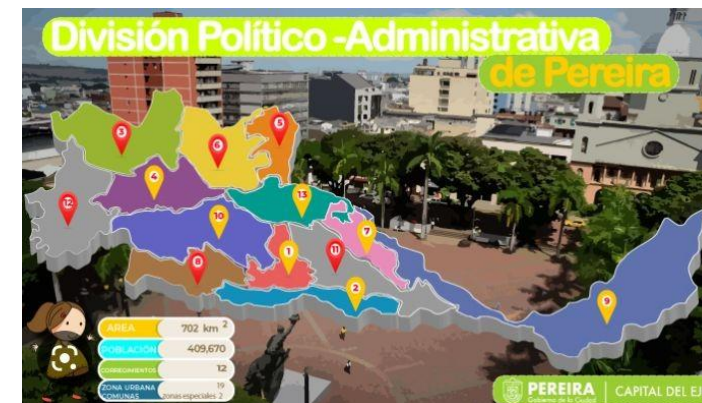 División Político -Administrativa
de Pereira
5
3
6
4
12
13
10
7
1
11
8
2
9
AREA 702 km 2
POBLACIÓN 409,670
CORREGIMIENTOS 12
ZONA URBANA 19
COMUNAS zonas especiales 2
PEREIRA
Gobierno de la Ciudad
CAPITAL DEL EJ